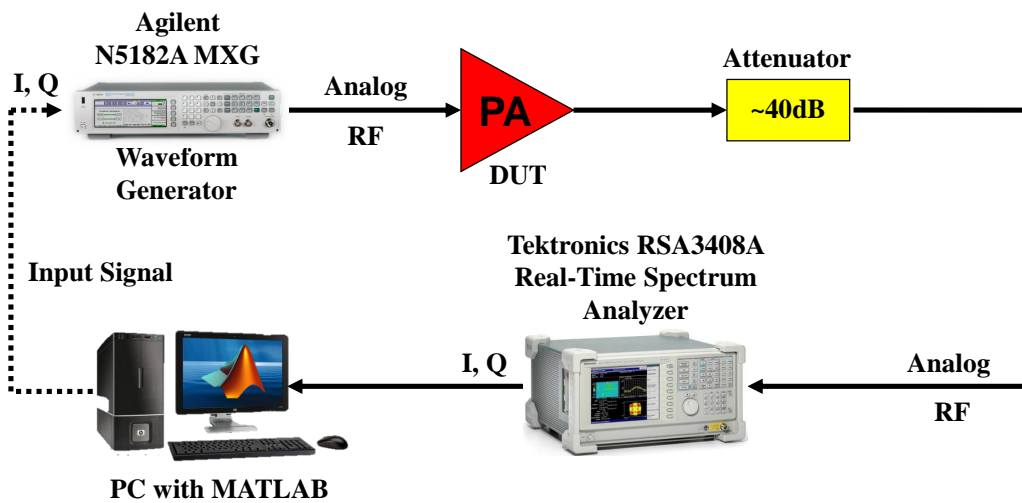 Agilent
N5182A MXG
I, Q
Waveform
Generator
Analog
RF
PA
DUT
Attenuator
~40dB
Input Signal
Tektronics RSA3408A
Real-Time Spectrum
Analyzer
I, Q
Analog
RF
PC with MATLAB